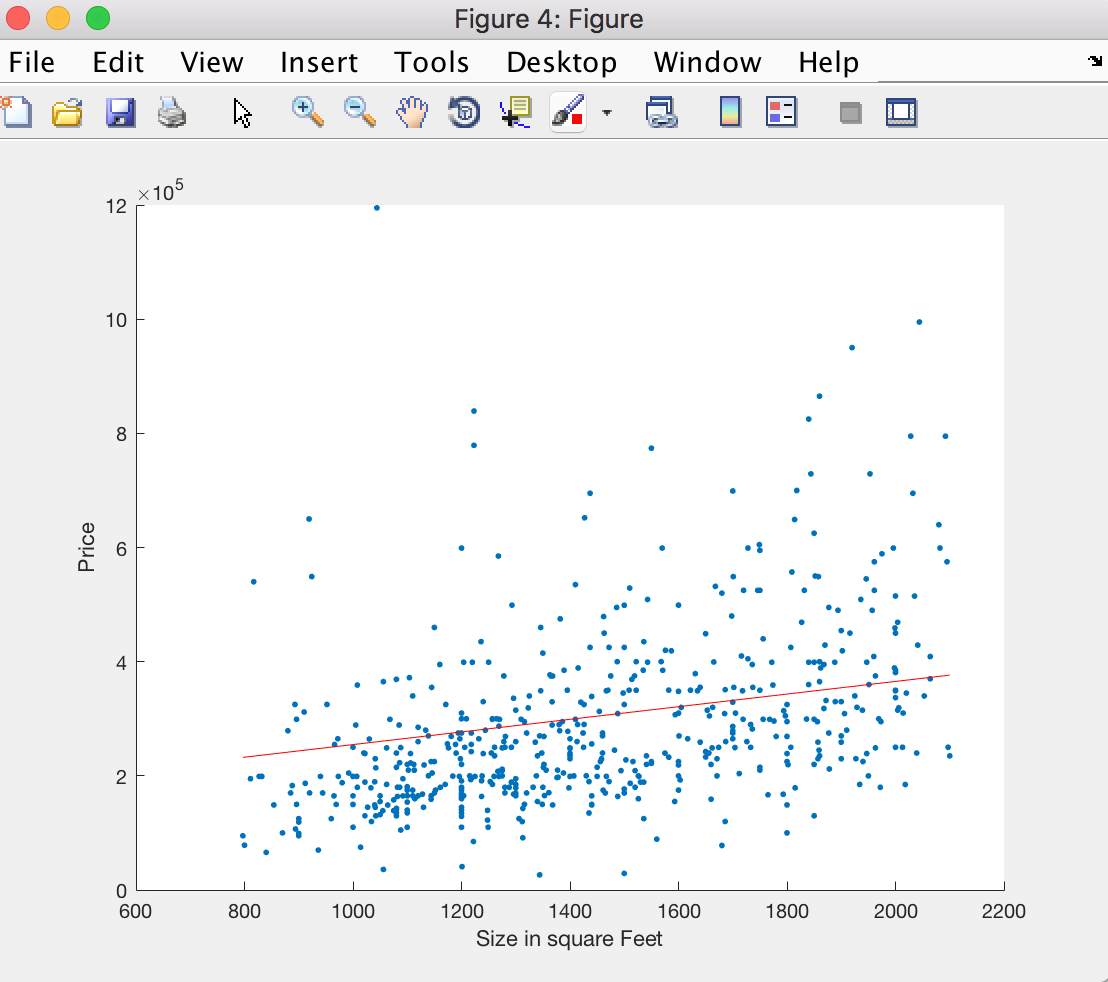 Figure 4: Figure
File Edit View Insert Tools Desktop Window Help
×10^5
12
10
8
6
4
2
0
Price
600 800 1000 1200 1400 1600 1800 2000 2200
Size in square Feet